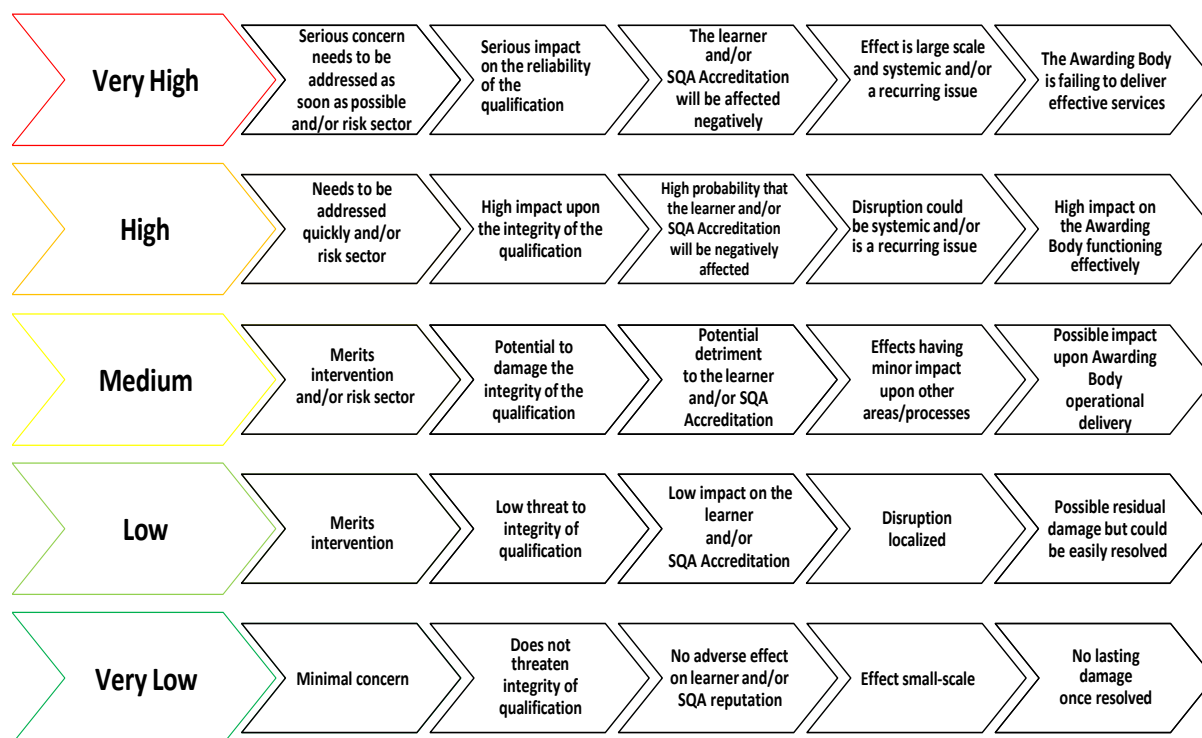 Very High
Serious concern
needs to be
addressed as
soon as possible
and/or risk sector
Serious impact
on the reliability
of the
qualification
The learner
and/or
SQA Accreditation
will be affected
negatively
Effect is large scale
and systemic and/or
a recurring issue
The Awarding Body
is failing to deliver
effective services
High
Needs to be
addressed
quickly and/or
risk sector
High impact upon
the integrity of the
qualification
High probability that
the learner and/or
SQA Accreditation
will be negatively
affected
Disruption could
be systemic and/or
is a recurring issue
High impact on
the Awarding
Body functioning
effectively
Medium
Merits
intervention
and/or risk sector
Potential to
damage the
integrity of the
qualification
Potential
detriment
to the learner
and/or SQA
Accreditation
Effects having
minor impact
upon other
areas/processes
Possible impact
upon Awarding
Body
operational
delivery
Low
Merits
intervention
Low threat to
integrity of
qualification
Low impact on the
learner
and/or
SQA Accreditation
Disruption
localized
Possible residual
damage but could
be easily resolved
Very Low
Minimal concern
Does not
threaten
integrity of
qualification
No adverse effect
on learner and/or
SQA reputation
Effect small-scale
No lasting
damage
once resolved